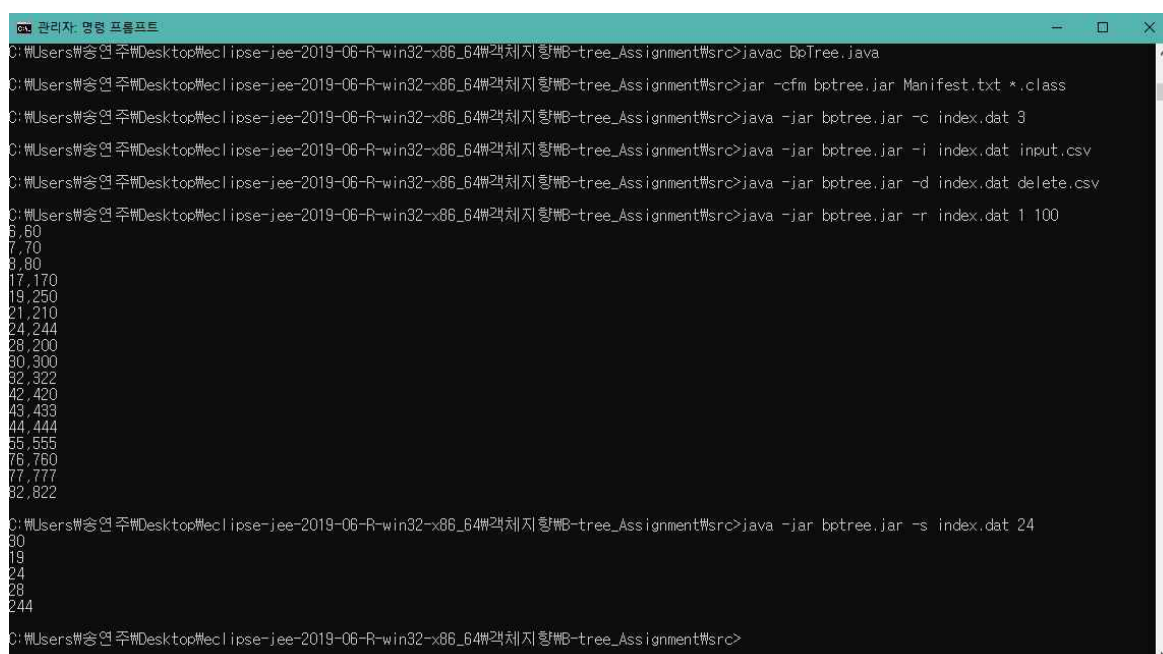 관리자: 명령 프롬프트
C:₩Users₩송연주₩Desktop₩eclipse-jee-2019-06-R-win32-x86_64₩객체지향₩B-tree_Assignment₩src>javac BpTree.java
C:₩Users₩송연주₩Desktop₩eclipse-jee-2019-06-R-win32-x86_64₩객체지향₩B-tree_Assignment₩src>jar -cfm bptree.jar Manifest.txt *.class
C:₩Users₩송연주₩Desktop₩eclipse-jee-2019-06-R-win32-x86_64₩객체지향₩B-tree_Assignment₩src>java -jar bptree.jar -c index.dat 3
C:₩Users₩송연주₩Desktop₩eclipse-jee-2019-06-R-win32-x86_64₩객체지향₩B-tree_Assignment₩src>java -jar bptree.jar -i index.dat input.csv
C:₩Users₩송연주₩Desktop₩eclipse-jee-2019-06-R-win32-x86_64₩객체지향₩B-tree_Assignment₩src>java -jar bptree.jar -d index.dat delete.csv
C:₩Users₩송연주₩Desktop₩eclipse-jee-2019-06-R-win32-x86_64₩객체지향₩B-tree_Assignment₩src>java -jar bptree.jar -r index.dat 1 100
6,60
7,70
8,80
17,170
19,250
21,210
24,244
28,200
30,300
32,322
42,420
43,433
44,444
55,555
76,760
77,777
82,822
C:₩Users₩송연주₩Desktop₩eclipse-jee-2019-06-R-win32-x86_64₩객체지향₩B-tree_Assignment₩src>java -jar bptree.jar -s index.dat 24
30
19
24
28
244
C:₩Users₩송연주₩Desktop₩eclipse-jee-2019-06-R-win32-x86_64₩객체지향₩B-tree_Assignment₩src>